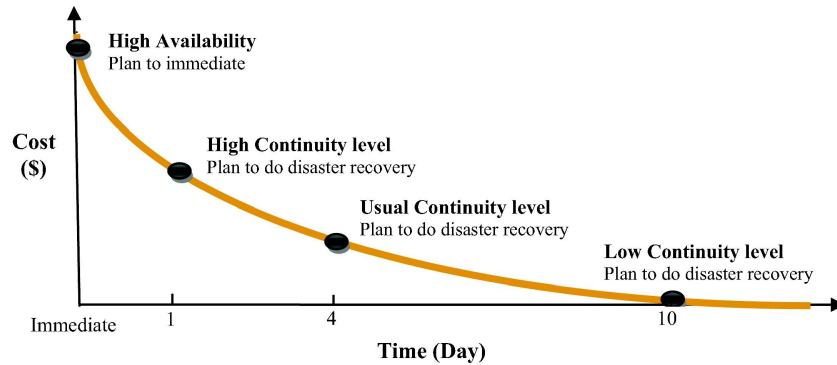 High Availability
Plan to immediate
High Continuity level
Plan to do disaster recovery
Cost
($)
Usual Continuity level
Plan to do disaster recovery
Low Continuity level
Plan to do disaster recovery
Immediate
1
4
10
Time (Day)